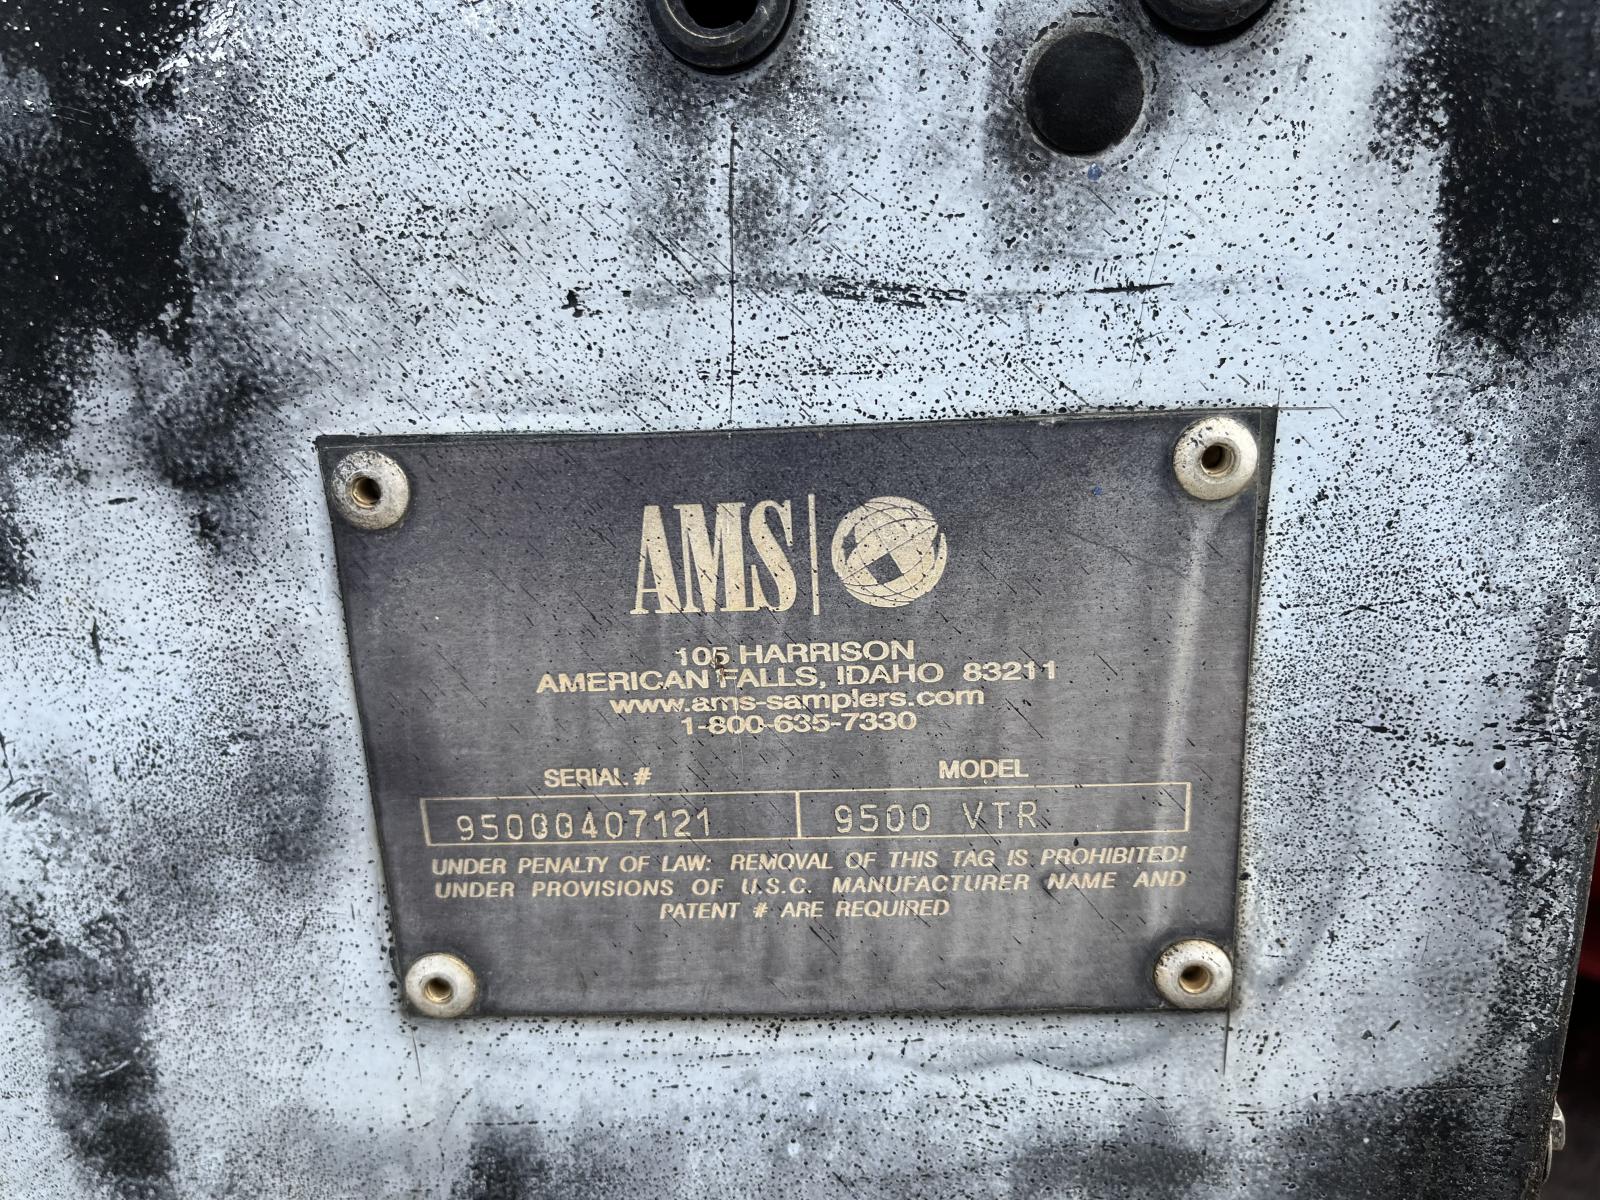 AMS
105 HARRISON
AMERICAN FALLS, IDAHO 83211
www.ams-samplers.com
1-800-635-7330
SERIAL # MODEL
95000407121 9500 VTR
UNDER PENALTY OF LAW: REMOVAL OF THIS TAG IS PROHIBITED!
UNDER PROVISIONS OF U.S.C. MANUFACTURER NAME AND
PATENT # ARE REQUIRED